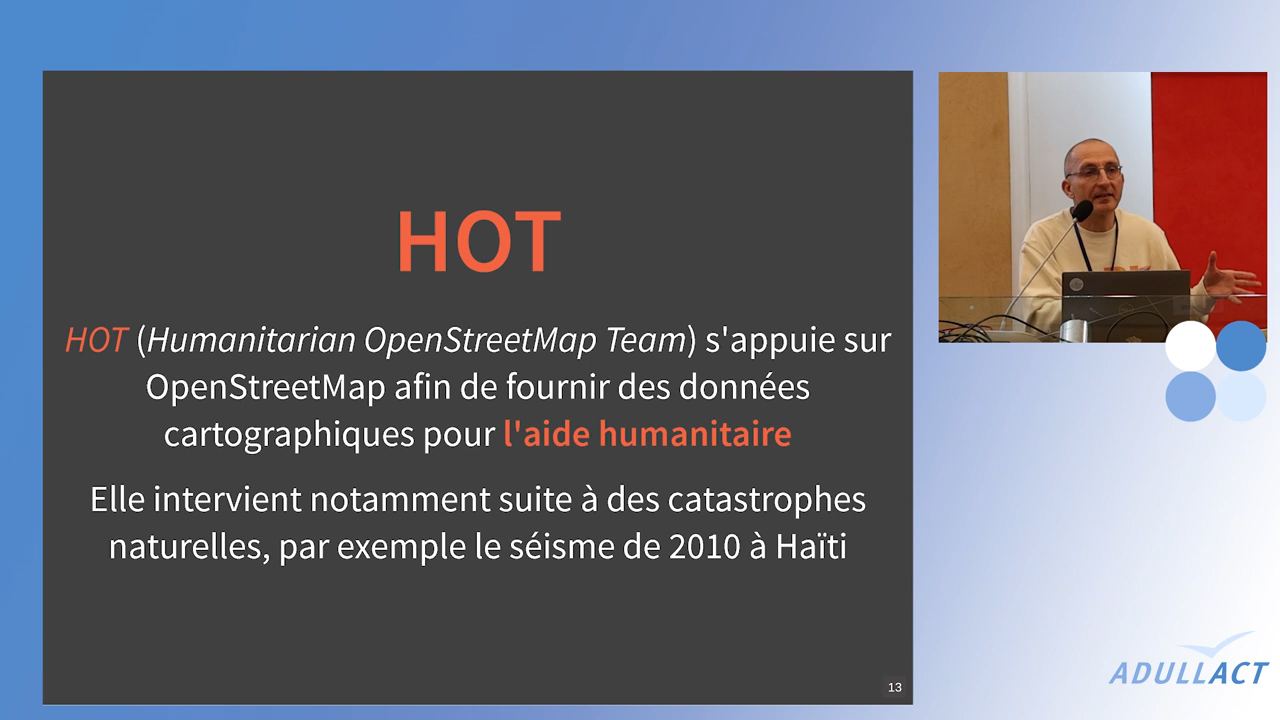 HOT
HOT (Humanitarian OpenStreetMap Team) s'appuie sur
OpenStreetMap afin de fournir des données
cartographiques pour l'aide humanitaire
Elle intervient notamment suite à des catastrophes
naturelles, par exemple le séisme de 2010 à Haïti
13
ADULLACT